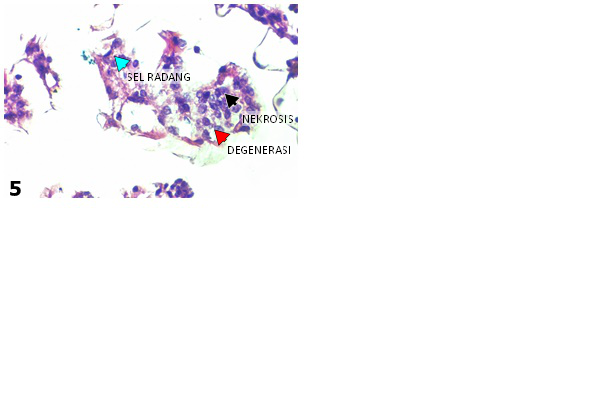 SEL RADANG
NEKROSIS
DEGENERASI
5